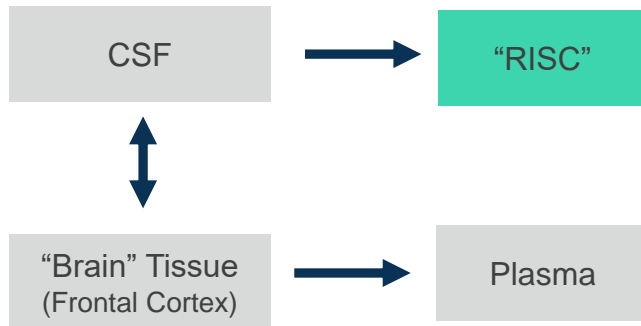 CSF
“RISC”
“Brain” Tissue
(Frontal Cortex)
Plasma